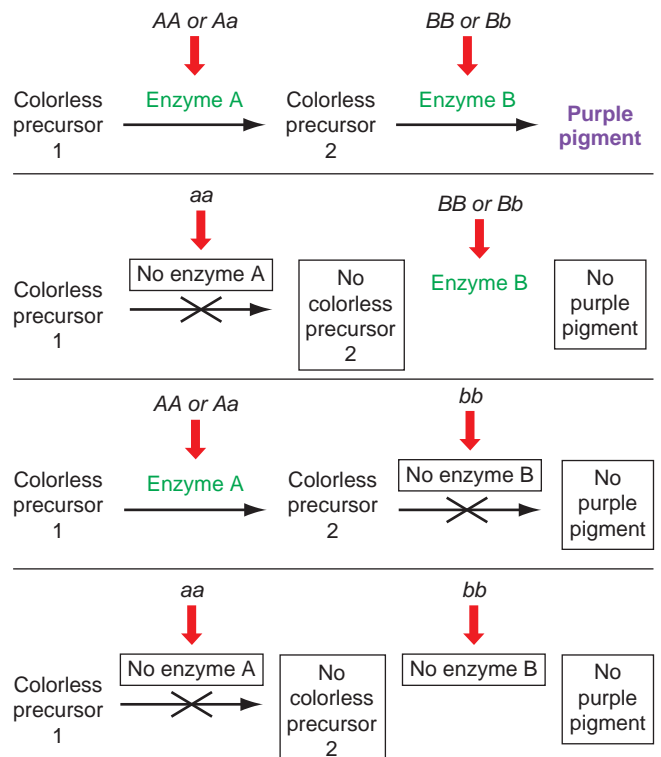 AA or Aa
BB or Bb
Colorless
precursor
1
Enzyme A
Colorless
precursor
2
Enzyme B
Purple
pigment
aa
BB or Bb
Colorless
precursor
1
No enzyme A
No
colorless
precursor
2
Enzyme B
No
purple
pigment
AA or Aa
bb
Colorless
precursor
1
Enzyme A
Colorless
precursor
2
No enzyme B
No
purple
pigment
aa
bb
Colorless
precursor
1
No enzyme A
No
colorless
precursor
2
No enzyme B
No
purple
pigment